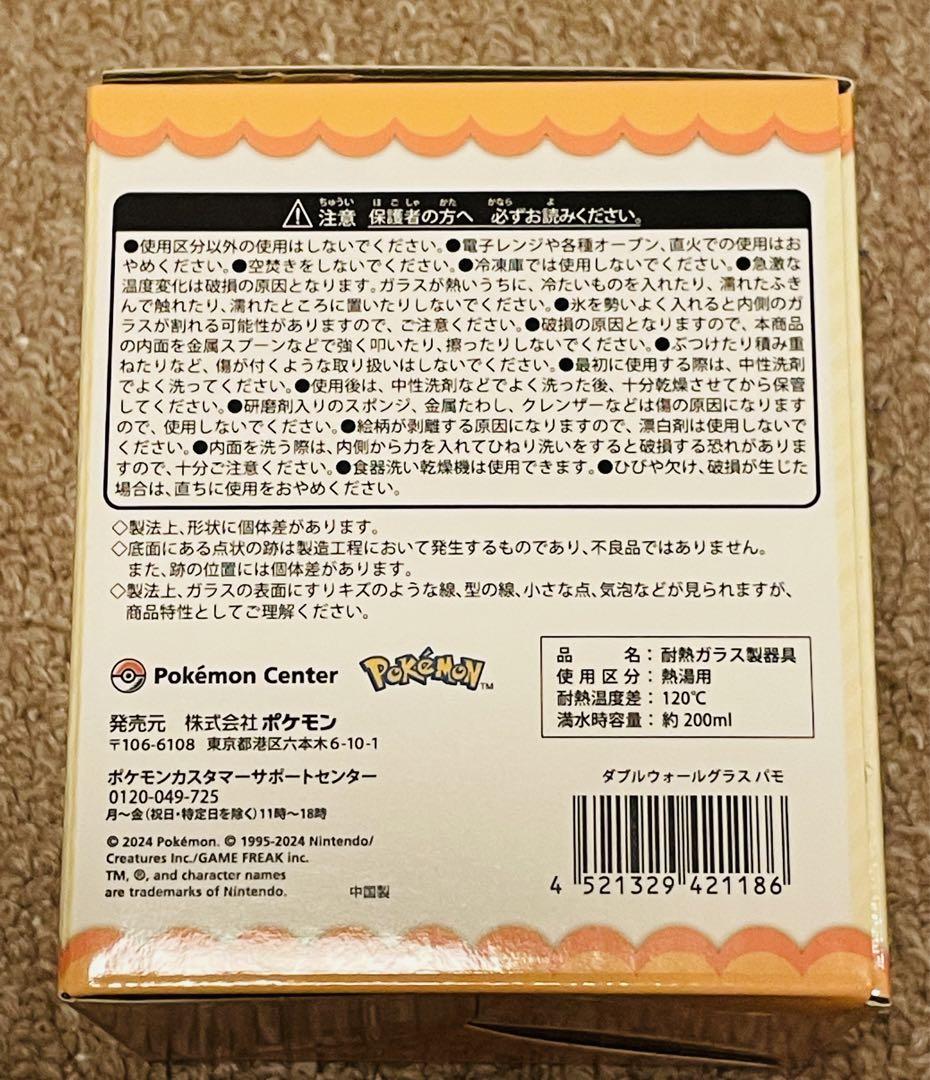 注意 保護者の方へ 必ずお読みください。
●使用区分以外の使用はしないでください。●電子レンジや各種オーブン、直火での使用はお
やめください。●空焚きをしないでください。●冷凍庫では使用しないでください。●急激な
温度変化は破損の原因となります。ガラスが熱いうちに、冷たいものを入れたり、濡れたふき
んで触れたり、濡れたところに置いたりしないでください。●氷を勢いよく入れると内側のガ
ラスが割れる可能性がありますので、ご注意ください。●破損の原因となりますので、本商品
の内面を金属スプーンなどで強く叩いたり、擦ったりしないでください。●ぶつけたり積み重
ねたりなど、傷が付くような取り扱いはしないでください。●最初に使用する際は、中性洗剤
でよく洗ってください。●使用後は、中性洗剤などでよく洗った後、十分乾燥させてから保管
してください。●研磨剤入りのスポンジ、金属たわし、クレンザーなどは傷の原因になります
ので、使用しないでください。●絵柄が剥離する原因になりますので、漂白剤は使用しないで
ください。●内面を洗う際は、内側から力を入れてひねり洗いをすると破損する恐れがありま
すので、十分ご注意ください。●食器洗い乾燥機は使用できます。●ひびや欠け、破損が生じた
場合は、直ちに使用をおやめください。
◇製法上、形状に個体差があります。
◇底面にある点状の跡は製造工程において発生するものであり、不良品ではありません。
また、跡の位置には個体差があります。
◇製法上、ガラスの表面にすりキズのような線、型の線、小さな点、気泡などが見られますが、
商品特性としてご理解ください。
Pokémon Center POKéMON™
発売元 株式会社ポケモン
〒106-6108 東京都港区六本木6-10-1
ポケモンカスタマーサポートセンター
0120-049-725
月～金(祝日・特定日を除く)11時～18時
© 2024 Pokémon. © 1995-2024 Nintendo/
Creatures Inc./GAME FREAK inc.
TM, ®, and character names
are trademarks of Nintendo.
中国製
品名:耐熱ガラス製器具
使用区分:熱湯用
耐熱温度差:120℃
満水時容量:約200ml
ダブルウォールグラス パモ
4 521329 421186